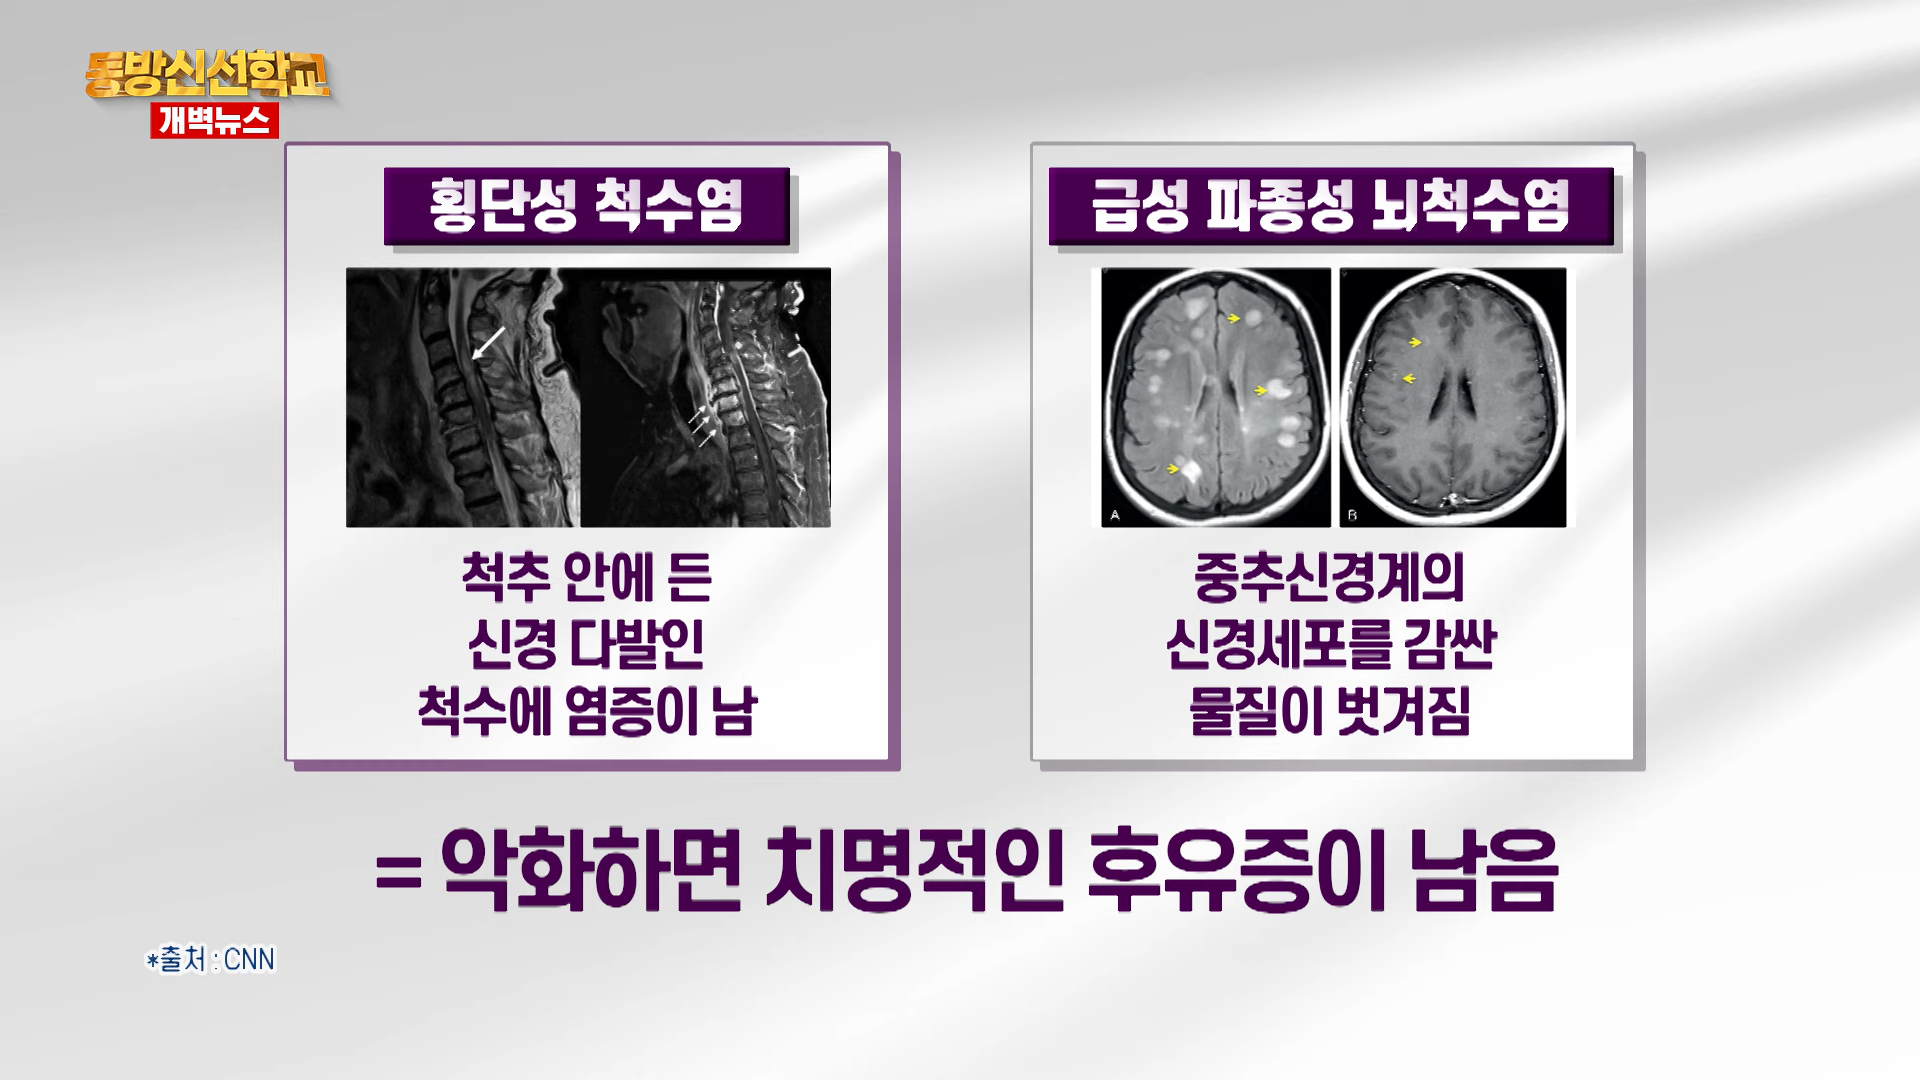 동방신선학교
개벽뉴스
횡단성 척수염
척추 안에 든
신경 다발인
척수에 염증이 남
급성 파종성 뇌척수염
A
B
중추신경계의
신경세포를 감싼
물질이 벗겨짐
= 악화하면 치명적인 후유증이 남음
*출처 : CNN